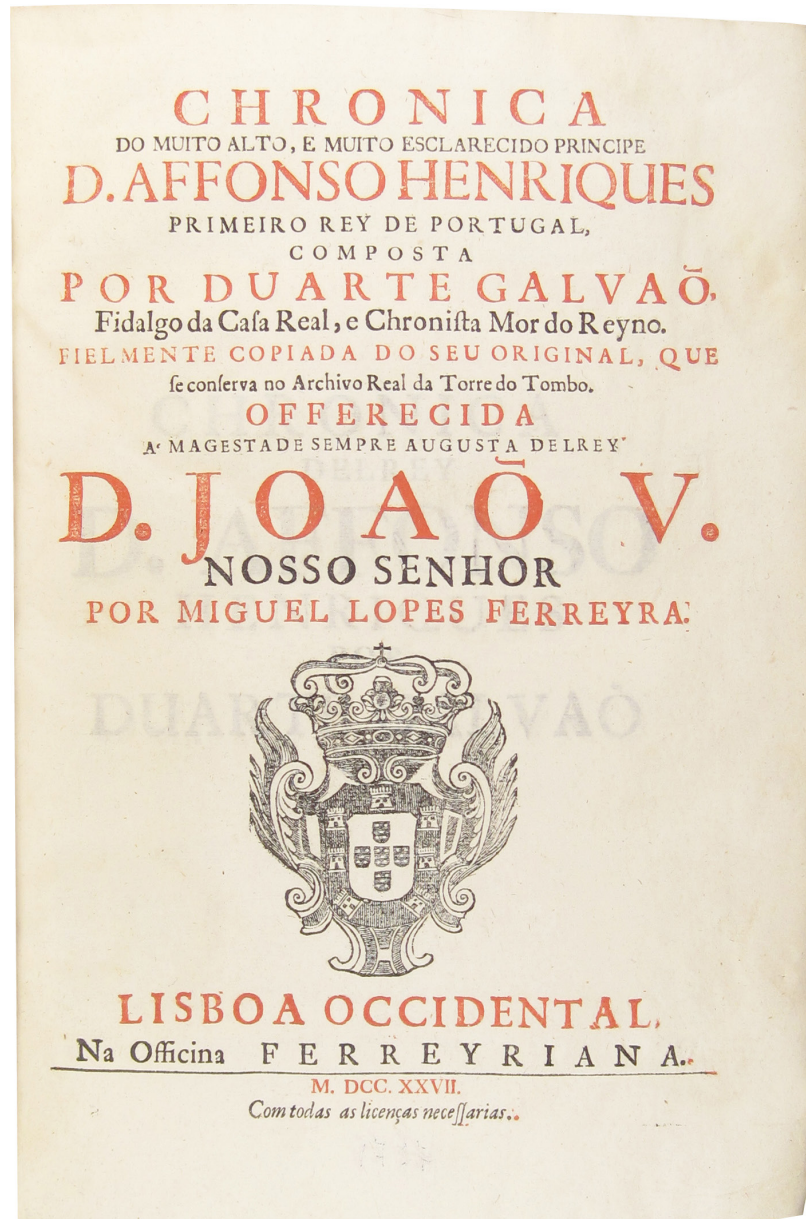 CHRONICA
DO MUITO ALTO, E MUITO ESCLARECIDO PRINCIPE
D. AFFONSO HENRIQUES
PRIMEIRO REY DE PORTUGAL,
COMPOSTA
POR DUARTE GALVAÕ,
Fidalgo da Caſa Real, e Chroniſta Mor do Reyno.
FIELMENTE COPIADA DO SEU ORIGINAL, QUE
ſe conſerva no Archivo Real da Torre do Tombo.
OFFERECIDA
A' MAGESTADE SEMPRE AUGUSTA DELREY
D. JOAÕ V.
NOSSO SENHOR
POR MIGUEL LOPES FERREYRA.
LISBOA OCCIDENTAL,
Na Officina FERREYRIANA.
M. DCC. XXVII.
Com todas as licenças neceſſarias.